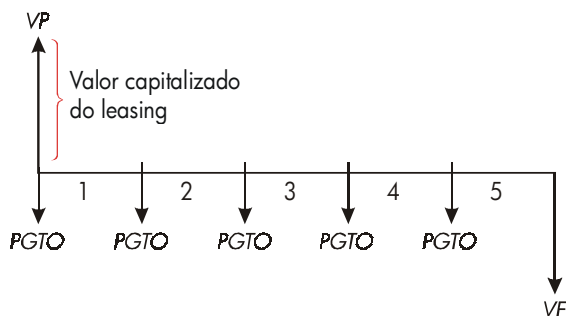 VP
Valor capitalizado
do leasing
1 2 3 4 5
PGTO PGTO PGTO PGTO PGTO
VF